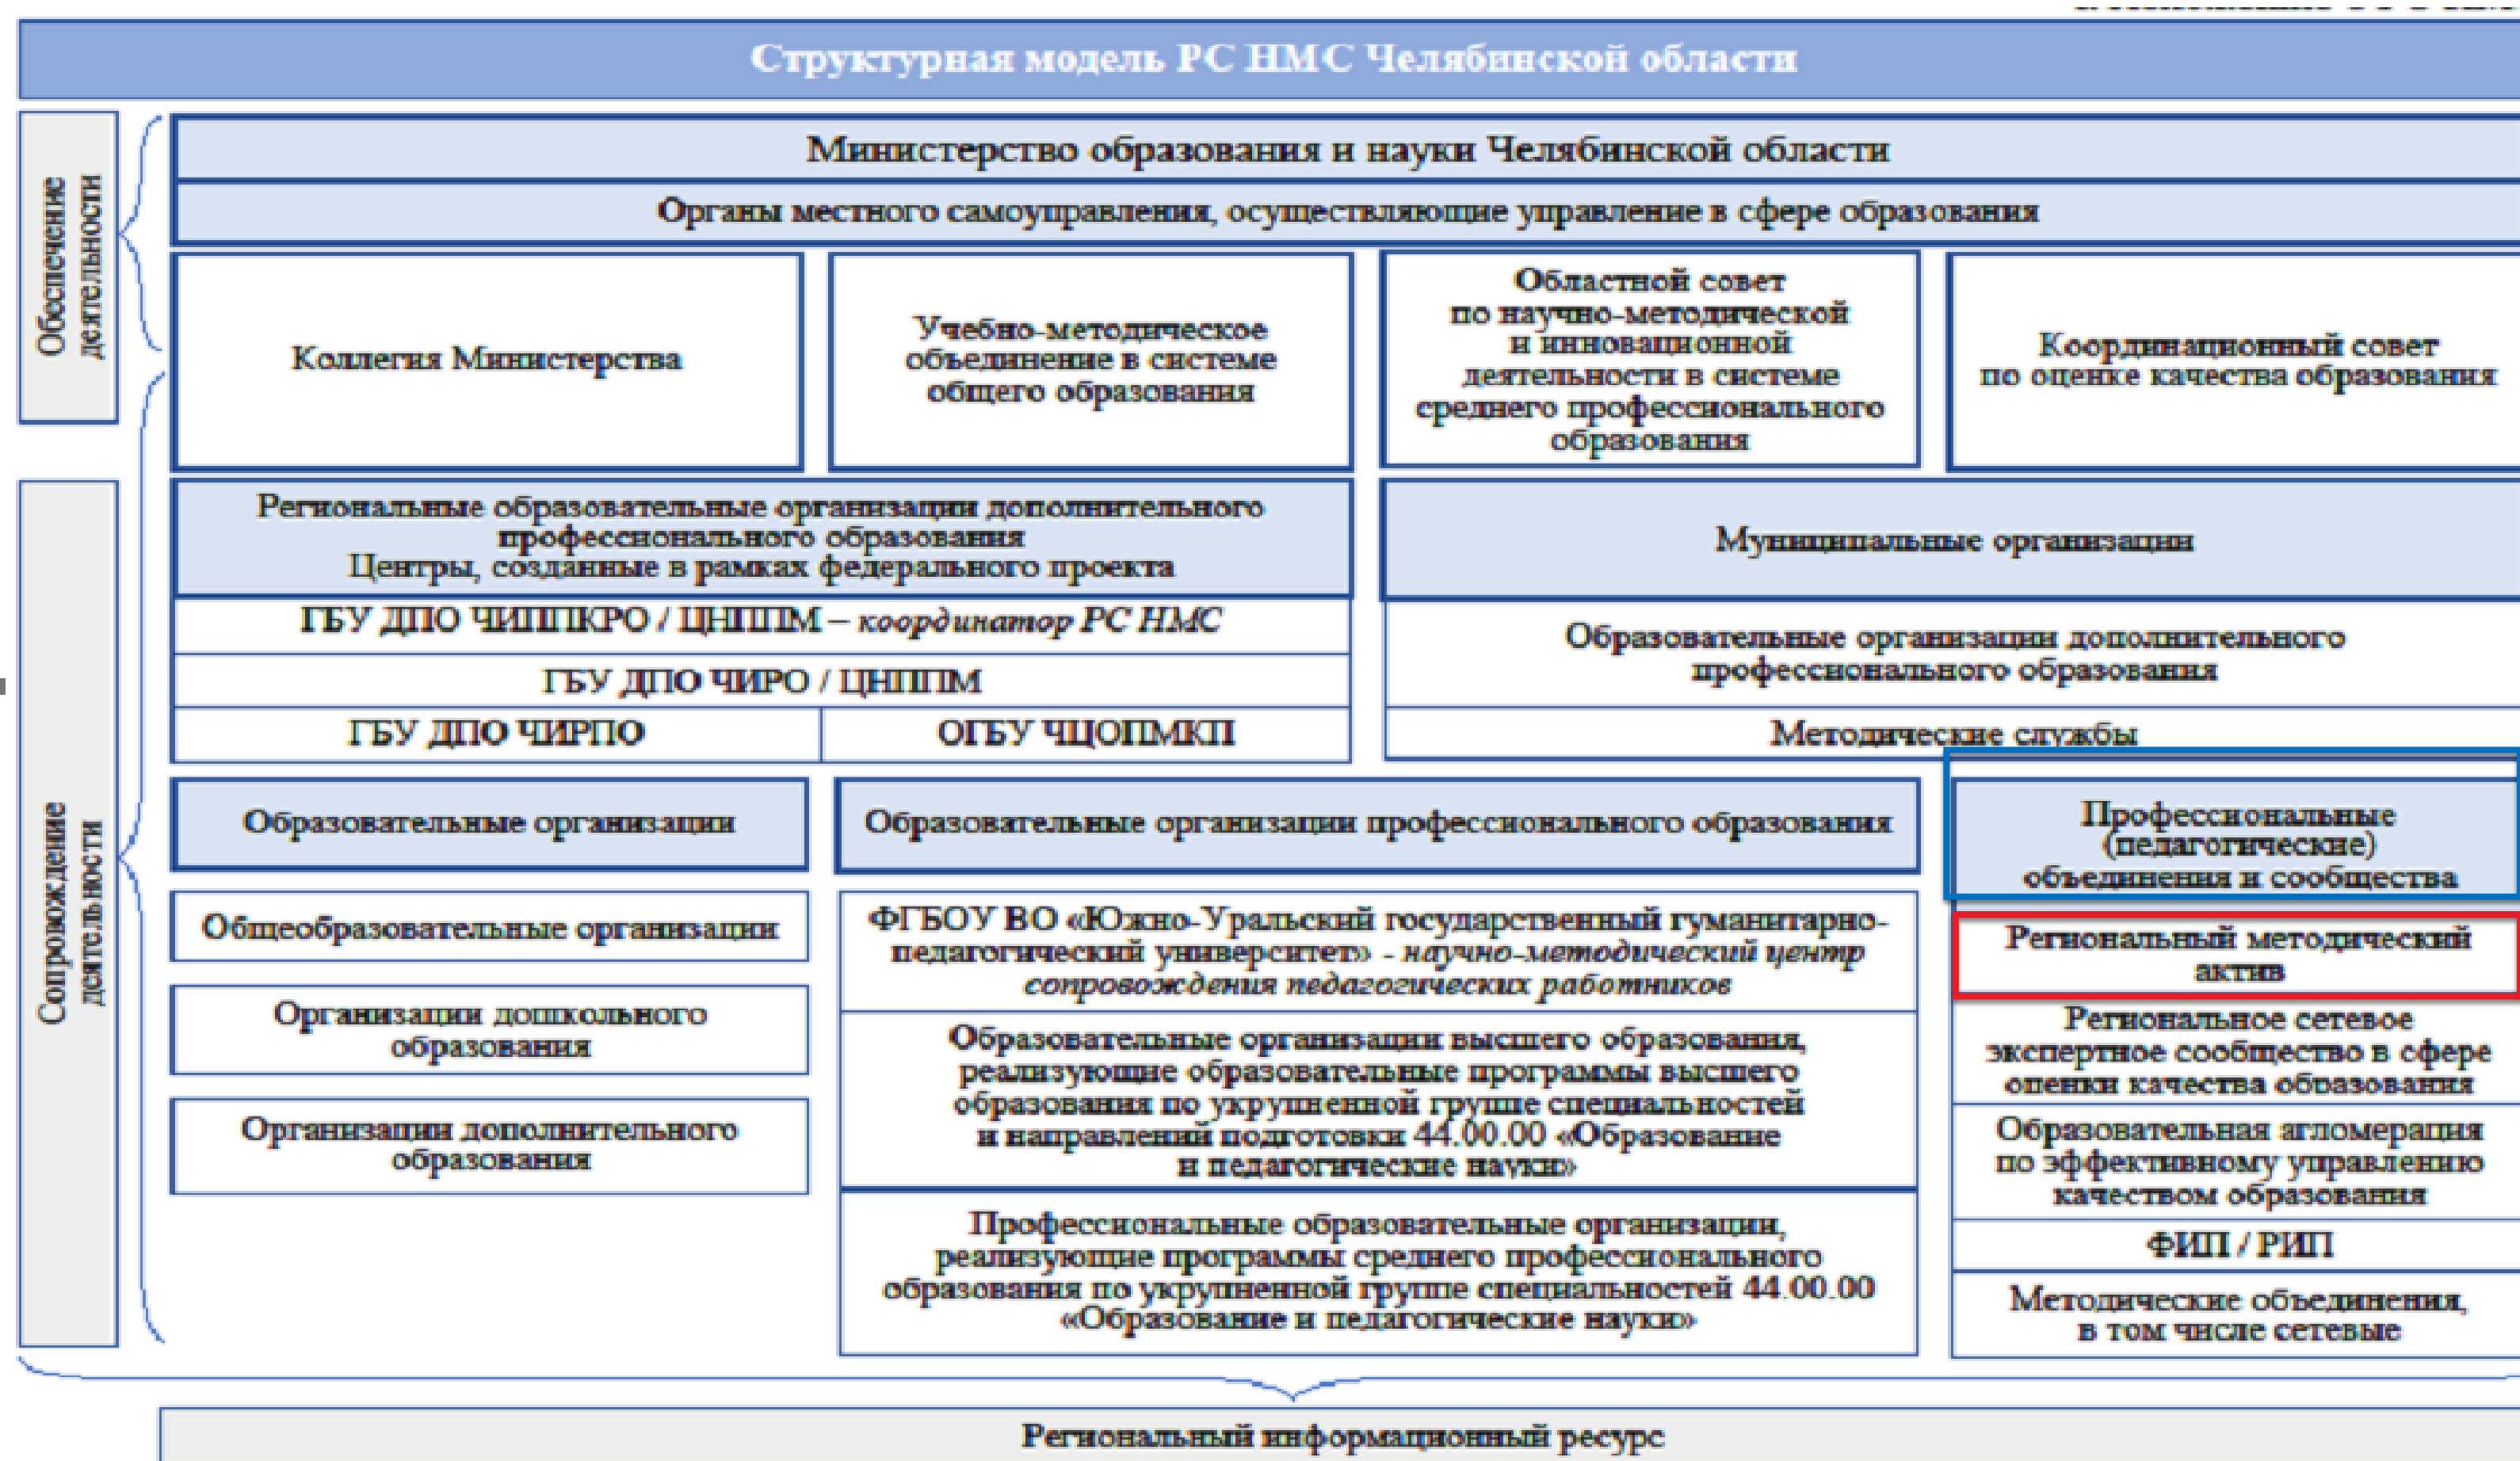 Структурная модель РС НМС Челябинской области
Обеспечение
деятельности
Министерство образования и науки Челябинской области
Органы местного самоуправления, осуществляющие управление в сфере образования
Коллегия Министерства
Учебно-методическое
объединение в системе
общего образования
Областной совет
по научно-методической
и инновационной
деятельности в системе
среднего профессионального
образования
Координационный совет
по оценке качества образования
Сопровождение
деятельности
Региональные образовательные организации дополнительного
профессионального образования
Центры, созданные в рамках федерального проекта
ГБУ ДПО ЧИППКРО / ЦНППМ – координатор РС НМС
ГБУ ДПО ЧИРО / ЦНППМ
ГБУ ДПО ЧИРПО
ОГБУ ЧЦОПМКП
Муниципальные организации
Образовательные организации дополнительного
профессионального образования
Методические службы
Образовательные организации
Общеобразовательные организации
Организации дошкольного
образования
Организации дополнительного
образования
Образовательные организации профессионального образования
ФГБОУ ВО «Южно-Уральский государственный гуманитарно-
педагогический университет» - научно-методический центр
сопровождения педагогических работников
Образовательные организации высшего образования,
реализующие образовательные программы высшего
образования по укрупненной группе специальностей
и направлений подготовки 44.00.00 «Образование
и педагогические науки»
Профессиональные образовательные организации,
реализующие программы среднего профессионального
образования по укрупненной группе специальностей 44.00.00
«Образование и педагогические науки»
Профессиональные
(педагогические)
объединения и сообщества
Региональный методический
актив
Региональное сетевое
экспертное сообщество в сфере
оценки качества образования
Образовательная агломерация
по эффективному управлению
качеством образования
ФИП / РИП
Методические объединения,
в том числе сетевые
Региональный информационный ресурс